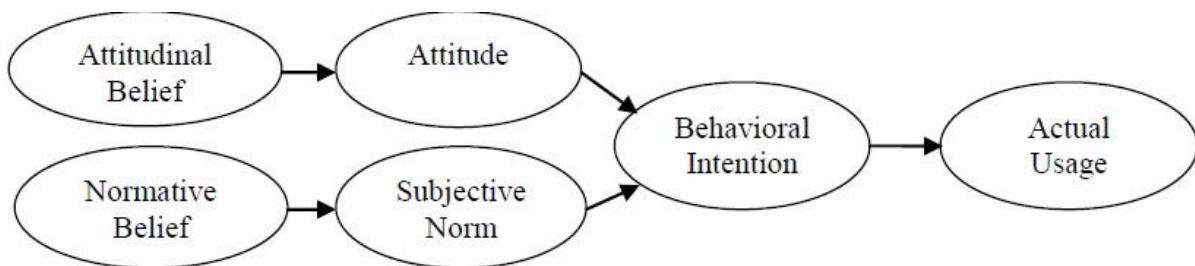 Attitudinal
Belief
Attitude
Behavioral
Intention
Actual
Usage
Normative
Belief
Subjective
Norm